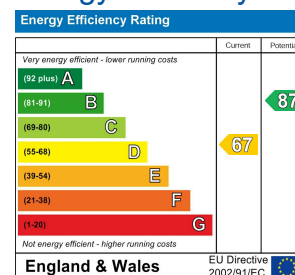 Energy Efficiency Rating
Current
Very energy efficient - lower running costs
(92 plus) A
(81-91) B
87
(69-80) C
(55-68) D
67
(39-54) E
(21-38) F
(1-20) G
Not energy efficient - higher running costs
England & Wales
EU Directive
2002/91/EC